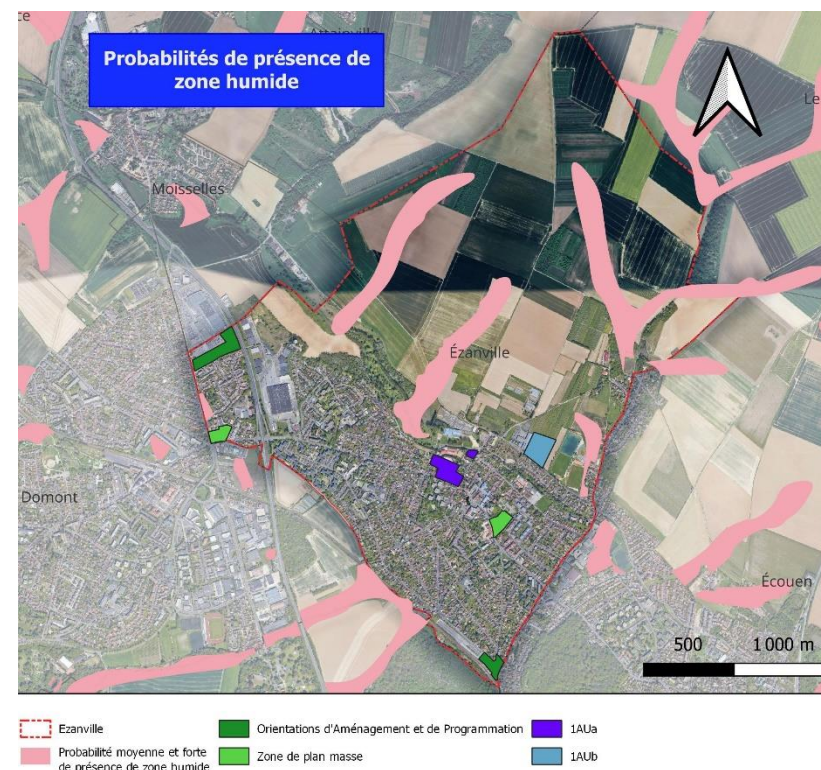 ce
Attainville
Probabilités de présence de
zone humide
Le
Moisselles
Ézanville
Domont
Écouen
500 1 000 m
Ezanville
Orientations d'Aménagement et de Programmation
1AUa
Probabilité moyenne et forte
de présence de zone humide
Zone de plan masse
1AUb